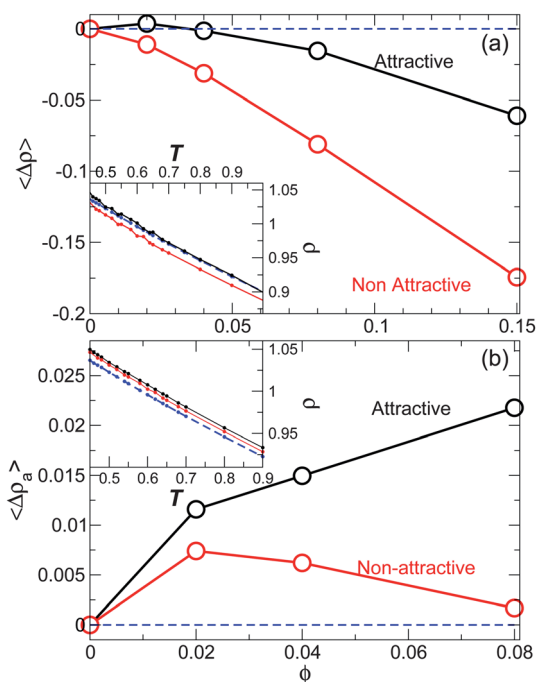 0
(a)
Attractive
-0.05
T
0.5 0.6 0.7 0.8 0.9
<Δρ>
-0.1
1.05
1
ρ
0.95
0.9
-0.15
Non Attractive
-0.2
0 0.05 0.1 0.15
(b)
0.025
1.05
1
ρ
0.95
Attractive
0.02
0.5 0.6 0.7 0.8 0.9
T
0.015
<Δρₐ>
0.01
Non-attractive
0.005
0
0 0.02 0.04 0.06 0.08
ϕ